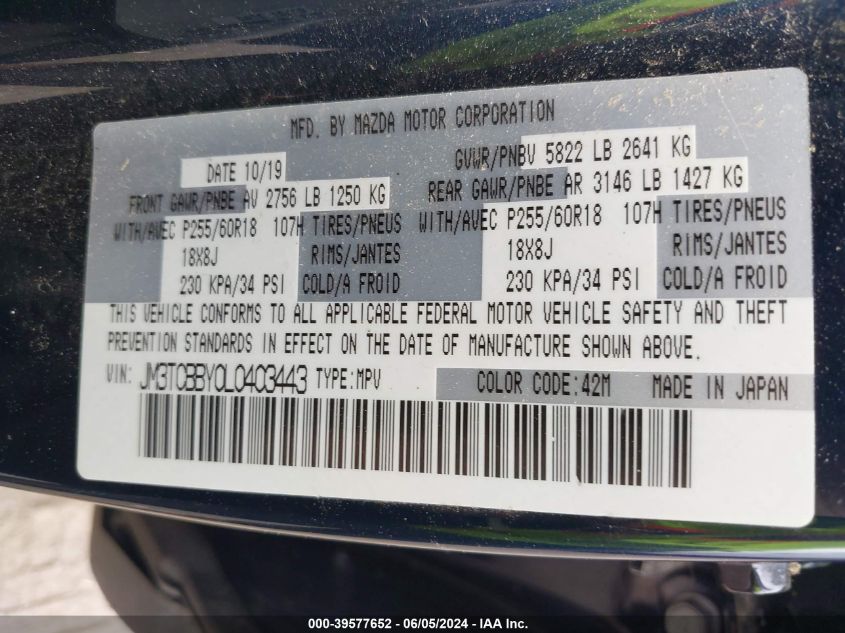 MFD. BY MAZDA MOTOR CORPORATION
DATE 10/19 GVWR/PNBV 5822 LB 2641 KG
FRONT GAWR/PNBE AV 2756 LB 1250 KG REAR GAWR/PNBE AR 3146 LB 1427 KG
WITH/AVEC P255/60R18 107H TIRES/PNEUS WITH/AVEC P255/60R18 107H TIRES/PNEUS
18X8J RIMS/JANTES 18X8J RIMS/JANTES
230 KPA/34 PSI COLD/A FROID 230 KPA/34 PSI COLD/A FROID
THIS VEHICLE CONFORMS TO ALL APPLICABLE FEDERAL MOTOR VEHICLE SAFETY AND THEFT
PREVENTION STANDARDS IN EFFECT ON THE DATE OF MANUFACTURE SHOWN ABOVE.
VIN: JM3TCBBY0L0403443 TYPE:MPV COLOR CODE:42M MADE IN JAPAN
000-39577652 - 06/05/2024 - IAA Inc.